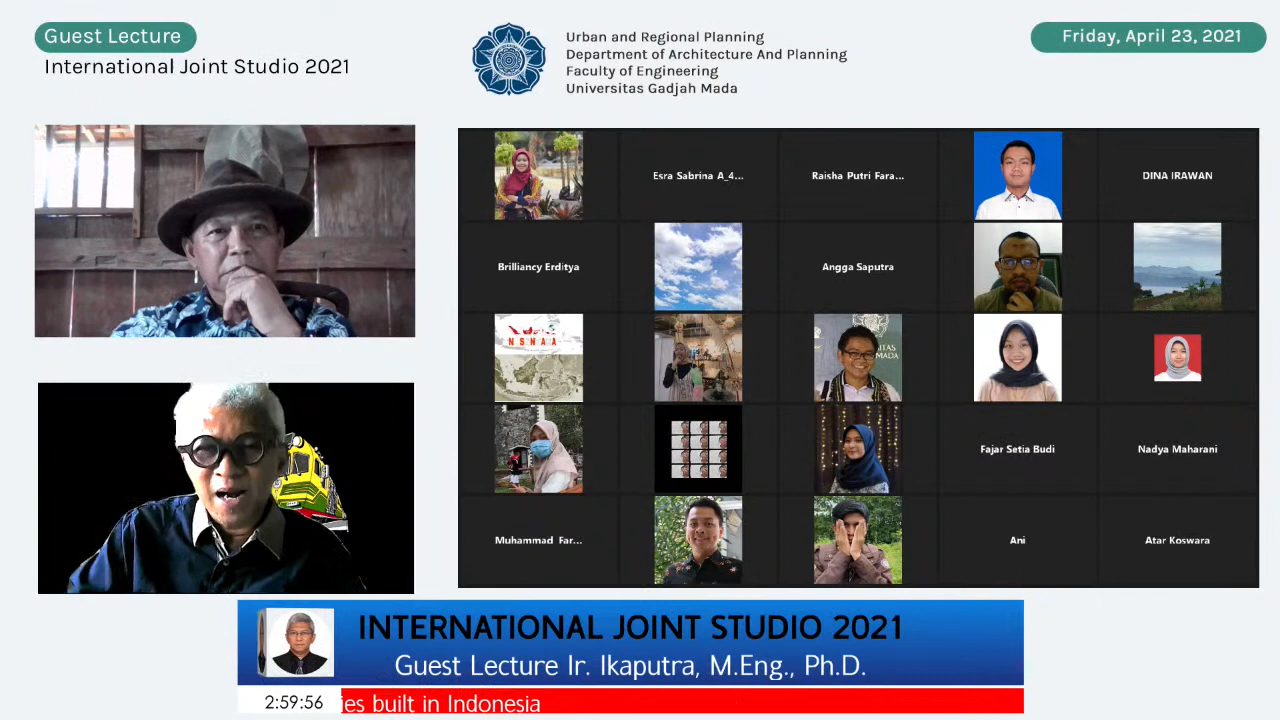 Guest Lecture
International Joint Studio 2021
Urban and Regional Planning
Department of Architecture And Planning
Faculty of Engineering
Universitas Gadjah Mada
Friday, April 23, 2021
Esra Sabrina A_4...
Raisha Putri Fara...
DINA IRAWAN
Brilliancy Erditya
Angga Saputra
ITAS
MADA
Fajar Setia Budi
Nadya Maharani
Muhammad Far...
Ani
Atar Koswara
INTERNATIONAL JOINT STUDIO 2021
Guest Lecture Ir. Ikaputra, M.Eng., Ph.D.
2:59:56
ies built in Indonesia